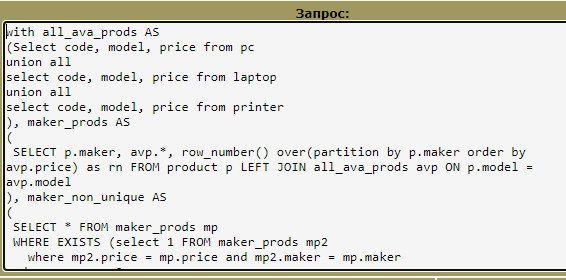 Запрос:
with all_ava_prods AS
(Select code, model, price from pc
union all
select code, model, price from laptop
union all
select code, model, price from printer
), maker_prods AS
(
SELECT p.maker, avp.*, row_number() over(partition by p.maker order by
avp.price) as rn FROM product p LEFT JOIN all_ava_prods avp ON p.model =
avp.model
), maker_non_unique AS
(
SELECT * FROM maker_prods mp
WHERE EXISTS (select 1 FROM maker_prods mp2
where mp2.price = mp.price and mp2.maker = mp.maker